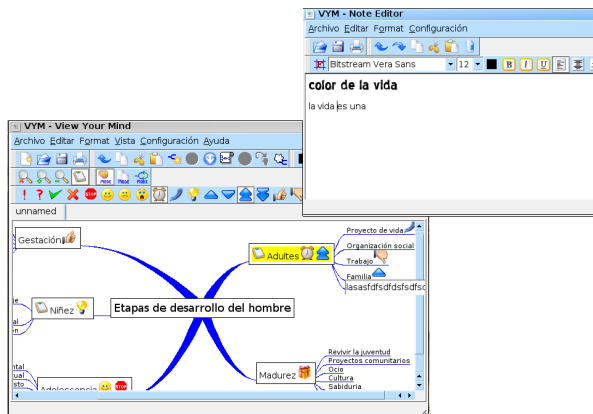 VYM - Note Editor
Archivo Editar Format Configuración
Bitstream Vera Sans 12 B I U
color de la vida
la vida es una
VYM - View Your Mind
Archivo Editar Format Vista Configuración Ayuda
unnamed
Gestación
Adultes
Proyecto de vida
Organización social
Trabajo
Familia
lasasfdfsdfdsfsdfsd
Niñez
Etapas de desarrollo del hombre
Madurez
Revivir la juventud
Proyectos comunitarios
Ocio
Cultura
Sabiduria
Adolescencia